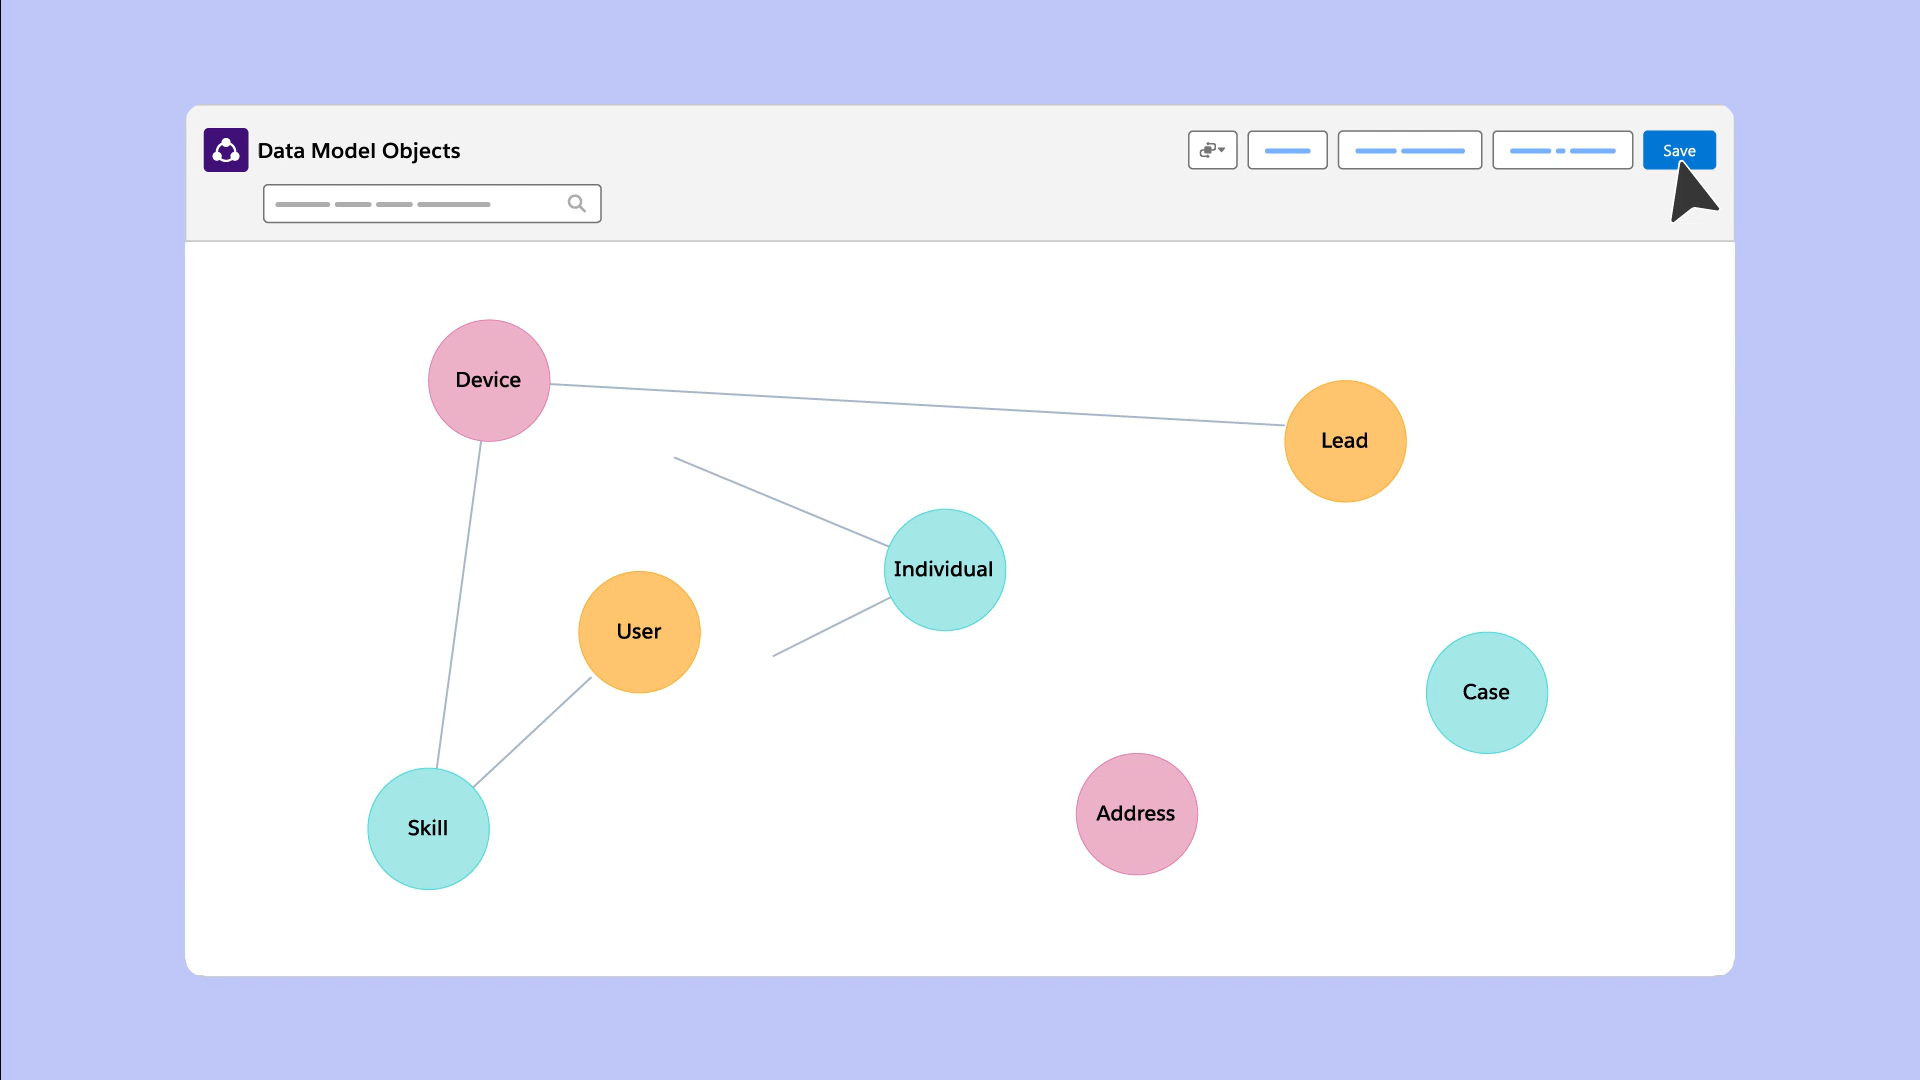 Data Model Objects
Save
Device
Lead
Individual
User
Case
Address
Skill